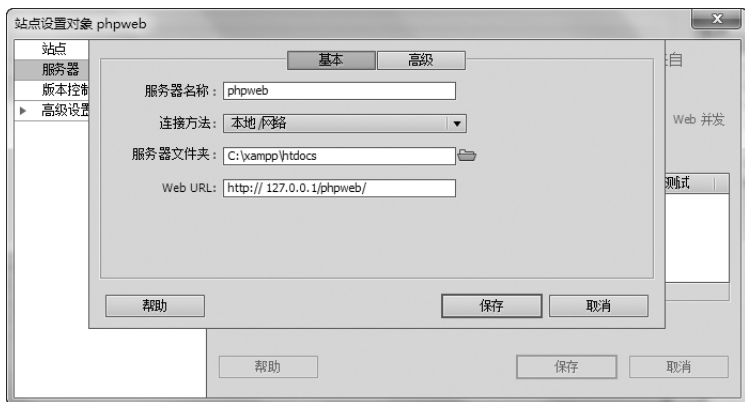 站点设置对象 phpweb
站点
服务器
版本控制
高级设置
基本 高级
服务器名称： phpweb
连接方法： 本地/网络
服务器文件夹： C:\xampp\htdocs
Web URL: http:// 127.0.0.1/phpweb/
帮助 保存 取消
自
Web 并发
测试
帮助 保存 取消